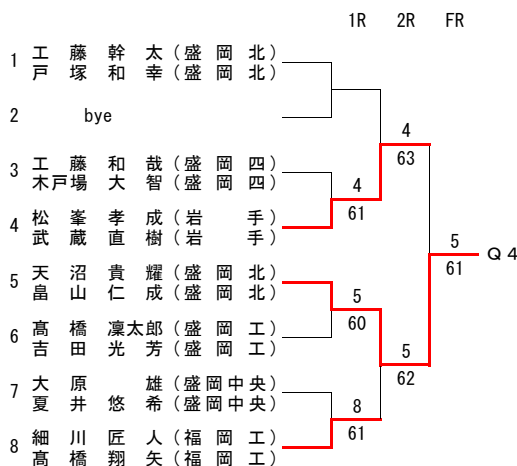 1R 2R FR
1 工藤幹太(盛岡北)
戸塚和幸(盛岡北)
2 bye
4
63
3 工藤和哉(盛岡四)
木戸場大智(盛岡四)
4
61
4 松峯孝成(岩手)
武蔵直樹(岩手)
5
61
Q4
5 天沼貴耀(盛岡北)
畠山仁成(盛岡北)
5
60
6 髙橋凜太郎(盛岡工)
吉田光芳(盛岡工)
5
62
7 大原雄(盛岡中央)
夏井悠希(盛岡中央)
8
61
8 細川匠人(福岡工)
髙橋翔矢(福岡工)